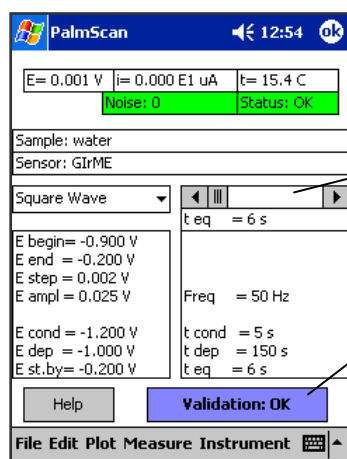 PalmScan 12:54 ok
E= 0.001 V i= 0.000 E1 uA t= 15.4 C
Noise: 0 Status: OK
Sample: water
Sensor: GIrME
Square Wave
t eq = 6 s
E begin= -0.900 V
E end = -0.200 V
E step = 0.002 V
E ampl = 0.025 V Freq = 50 Hz
E cond = -1.200 V t cond = 5 s
E dep = -1.000 V t dep = 150 s
E st.by= -0.200 V t eq = 6 s
Help Validation: OK
File Edit Plot Measure Instrument